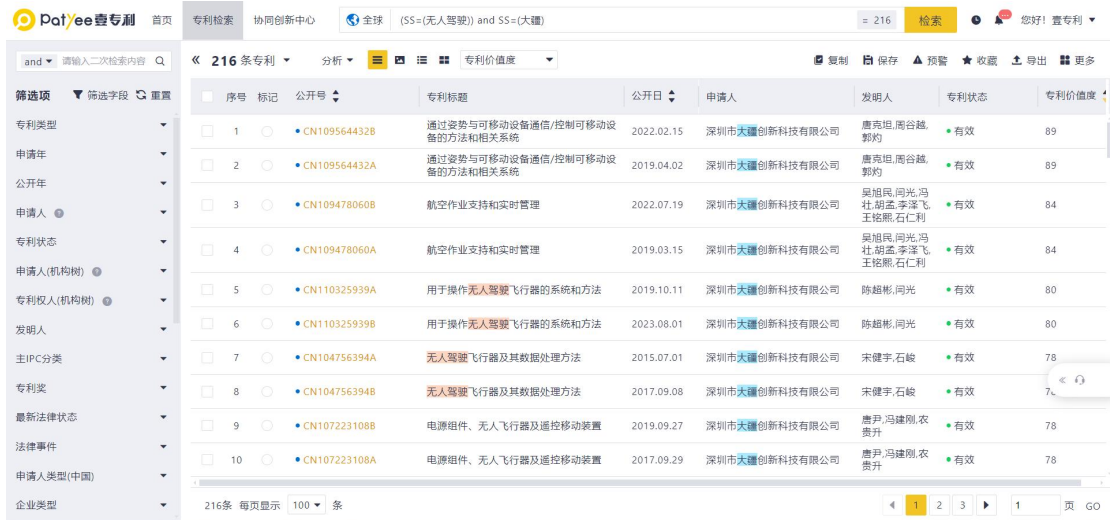 Patyee壹专利 首页 专利检索 协同创新中心 全球 (SS=(无人驾驶)) and SS=(大疆) = 216 检索 您好！壹专利
and 请输入二次检索内容 216 条专利 分析 专利价值度 复制 保存 预警 收藏 导出 更多
筛选项 筛选字段 重置
专利类型
申请年
公开年
申请人
专利状态
申请人(机构树)
专利权人(机构树)
发明人
主IPC分类
专利奖
最新法律状态
法律事件
申请人类型(中国)
企业类型
序号 标记 公开号 专利标题 公开日 申请人 发明人 专利状态 专利价值度
1 CN109564432B 通过姿势与可移动设备通信/控制可移动设 2022.02.15 深圳市大疆创新科技有限公司 唐克坦,周谷越, 有效 89
备的方法和相关系统 郭灼
2 CN109564432A 通过姿势与可移动设备通信/控制可移动设 2019.04.02 深圳市大疆创新科技有限公司 唐克坦,周谷越, 有效 89
备的方法和相关系统 郭灼
3 CN109478060B 航空作业支持和实时管理 2022.07.19 深圳市大疆创新科技有限公司 吴旭民,闫光,冯 有效 84
壮,胡孟,李泽飞,
王铭熙,石仁利
4 CN109478060A 航空作业支持和实时管理 2019.03.15 深圳市大疆创新科技有限公司 吴旭民,闫光,冯 有效 84
壮,胡孟,李泽飞,
王铭熙,石仁利
5 CN110325939A 用于操作无人驾驶飞行器的系统和方法 2019.10.11 深圳市大疆创新科技有限公司 陈超彬,闫光 有效 80
6 CN110325939B 用于操作无人驾驶飞行器的系统和方法 2023.08.01 深圳市大疆创新科技有限公司 陈超彬,闫光 有效 80
7 CN104756394A 无人驾驶飞行器及其数据处理方法 2015.07.01 深圳市大疆创新科技有限公司 宋健宇,石峻 有效 78
8 CN104756394B 无人驾驶飞行器及其数据处理方法 2017.09.08 深圳市大疆创新科技有限公司 宋健宇,石峻 有效
9 CN107223108B 电源组件、无人飞行器及遥控移动装置 2019.09.27 深圳市大疆创新科技有限公司 唐尹,冯建刚,农 有效 78
贵升
10 CN107223108A 电源组件、无人飞行器及遥控移动装置 2017.09.29 深圳市大疆创新科技有限公司 唐尹,冯建刚,农 有效 78
贵升
216条 每页显示 100 条 1 2 3 1 页 GO